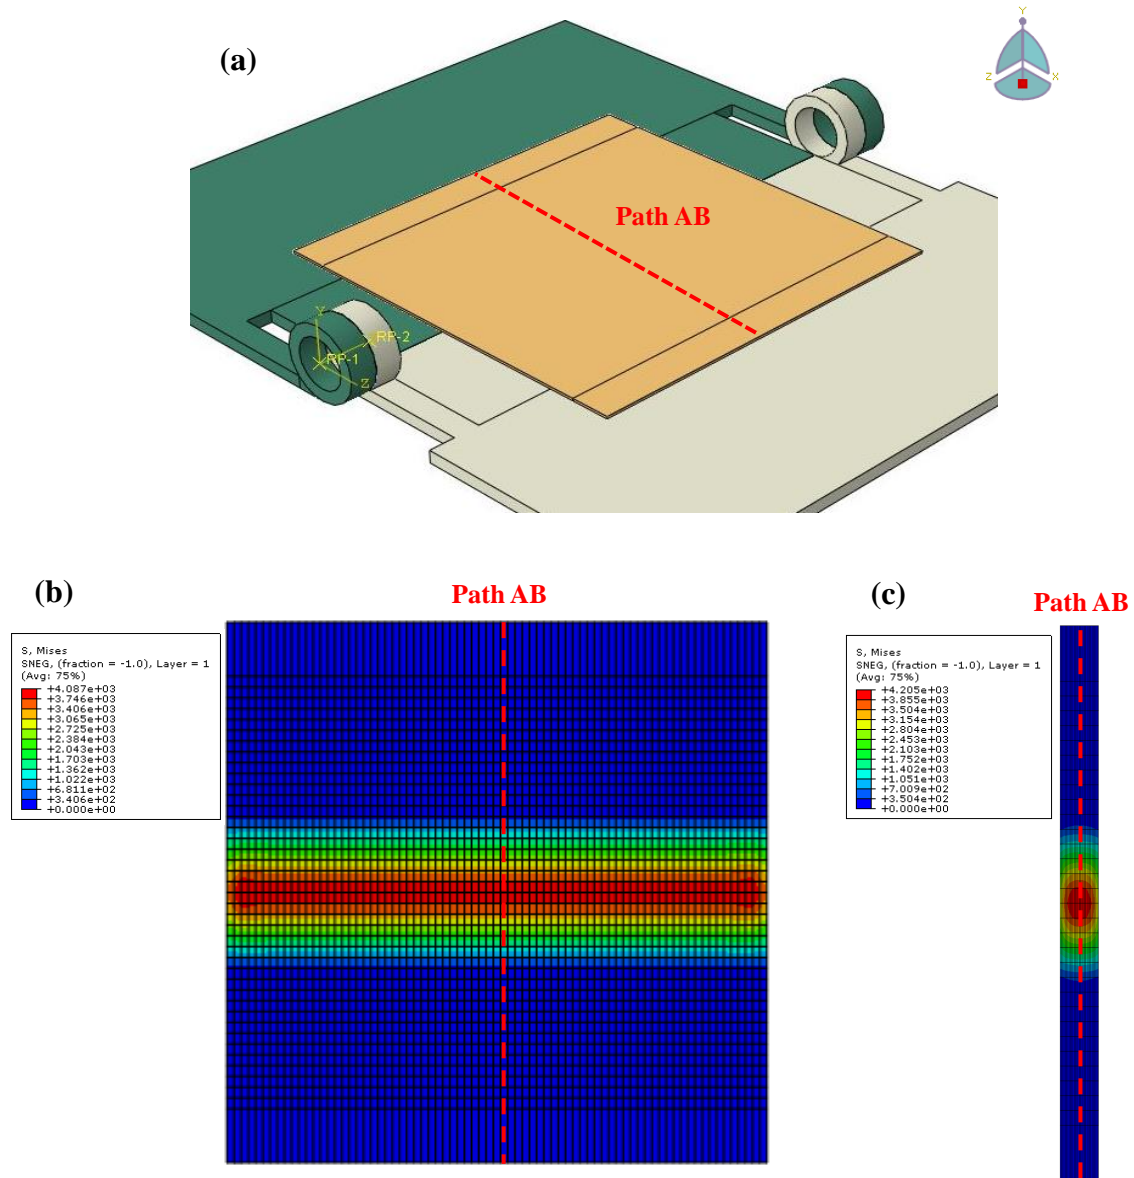 (a)
Y
Z
X
Path AB
Y
RP-2
RP-1
Z
(b)
Path AB
(c)
Path AB
S, Mises
SNEG, (fraction = -1.0), Layer = 1
(Avg: 75%)
+4.087e+03
+3.746e+03
+3.406e+03
+3.065e+03
+2.725e+03
+2.384e+03
+2.043e+03
+1.703e+03
+1.362e+03
+1.022e+03
+6.811e+02
+3.406e+02
+0.000e+00
S, Mises
SNEG, (fraction = -1.0), Layer = 1
(Avg: 75%)
+4.205e+03
+3.855e+03
+3.504e+03
+3.154e+03
+2.804e+03
+2.453e+03
+2.103e+03
+1.752e+03
+1.402e+03
+1.051e+03
+7.009e+02
+3.504e+02
+0.000e+00